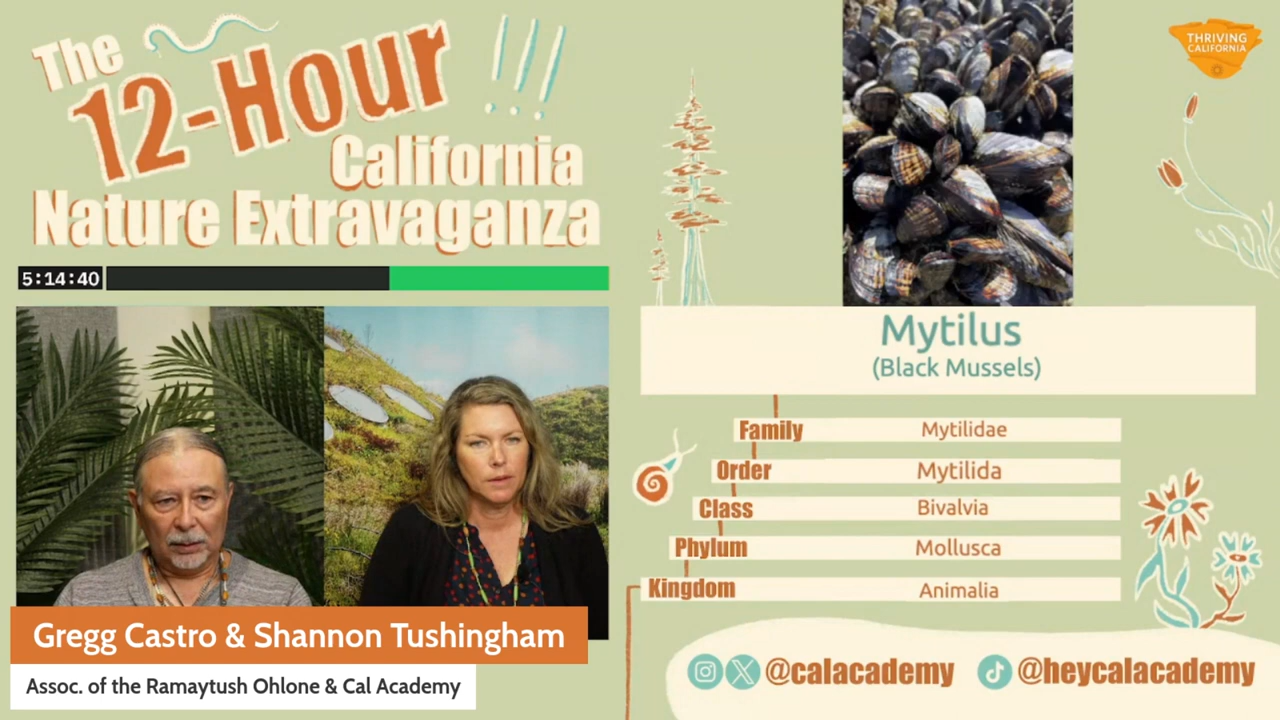 The
12-Hour
!!!
California
Nature Extravaganza
5:14:40
Gregg Castro & Shannon Tushingham
Assoc. of the Ramaytush Ohlone & Cal Academy
THRIVING
CALIFORNIA
Mytilus
(Black Mussels)
Family Mytilidae
Order Mytilida
Class Bivalvia
Phylum Mollusca
Kingdom Animalia
@calacademy @heycalacademy